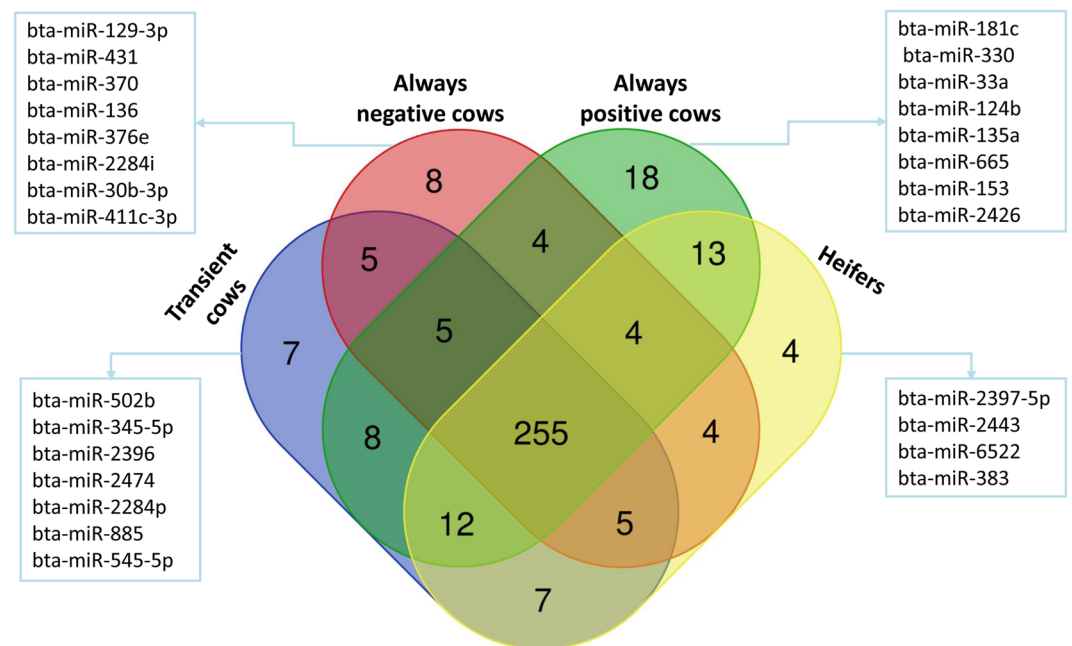 bta-miR-129-3p
bta-miR-431
bta-miR-370
bta-miR-136
bta-miR-376e
bta-miR-2284i
bta-miR-30b-3p
bta-miR-411c-3p
Always
negative cows
Always
positive cows
bta-miR-181c
bta-miR-330
bta-miR-33a
bta-miR-124b
bta-miR-135a
bta-miR-665
bta-miR-153
bta-miR-2426
Transient
cows
Heifers
8
18
5
4
13
7
5
4
4
8
255
4
12
5
7
bta-miR-502b
bta-miR-345-5p
bta-miR-2396
bta-miR-2474
bta-miR-2284p
bta-miR-885
bta-miR-545-5p
bta-miR-2397-5p
bta-miR-2443
bta-miR-6522
bta-miR-383